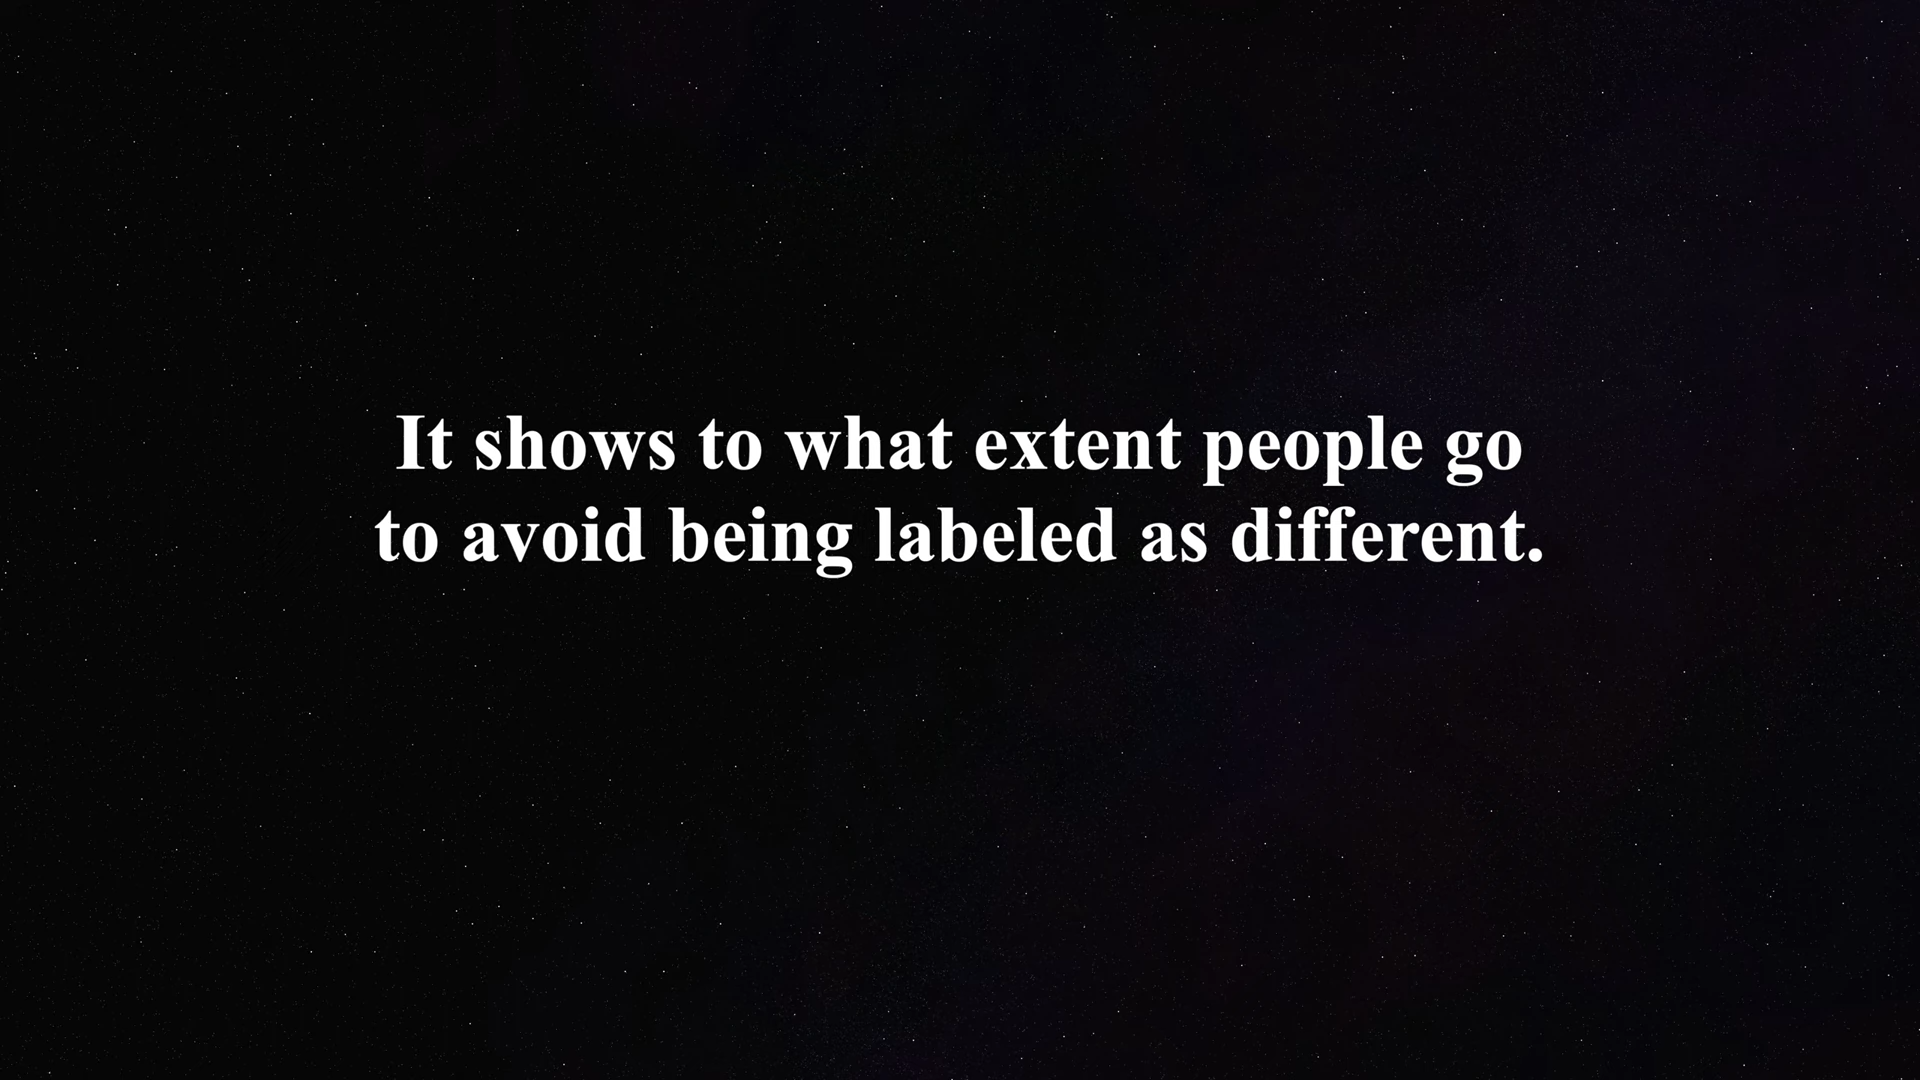 It shows to what extent people go
to avoid being labeled as different.